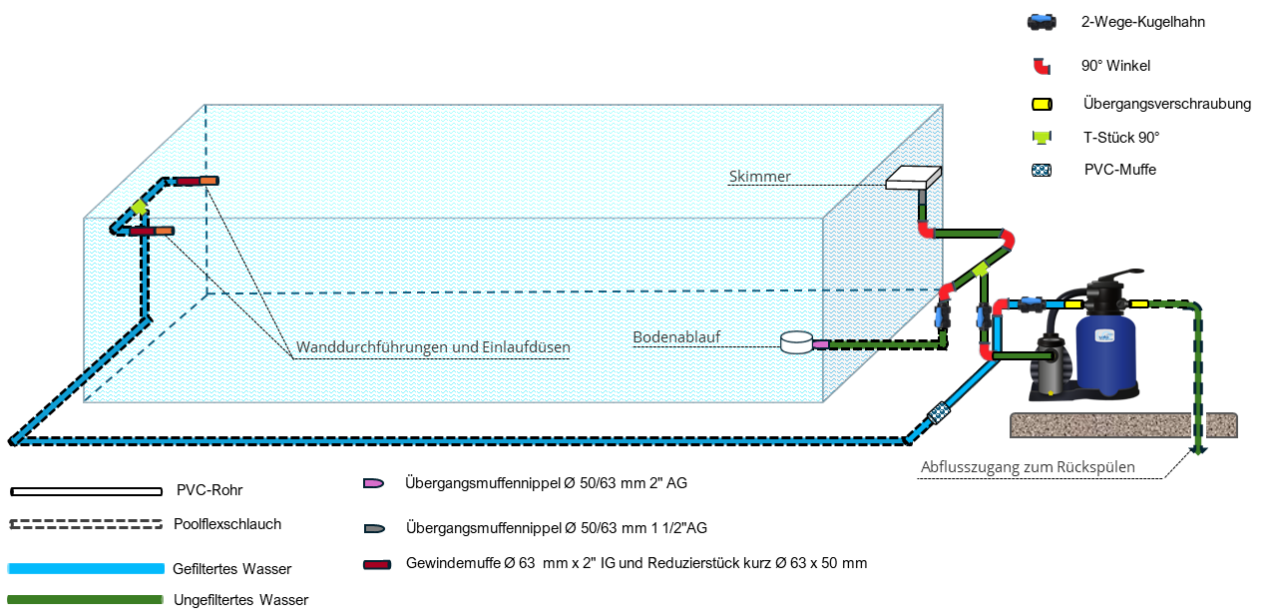 2-Wege-Kugelhahn
90° Winkel
Übergangsverschraubung
T-Stück 90°
PVC-Muffe
Skimmer
Bodenablauf
Wanddurchführungen und Einlaufdüsen
Abflusszugang zum Rückspülen
PVC-Rohr
Poolflexschlauch
Gefiltertes Wasser
Ungefiltertes Wasser
Übergangsmuffennippel Ø 50/63 mm 2" AG
Übergangsmuffennippel Ø 50/63 mm 1 1/2"AG
Gewindemuffe Ø 63 mm x 2" IG und Reduzierstück kurz Ø 63 x 50 mm